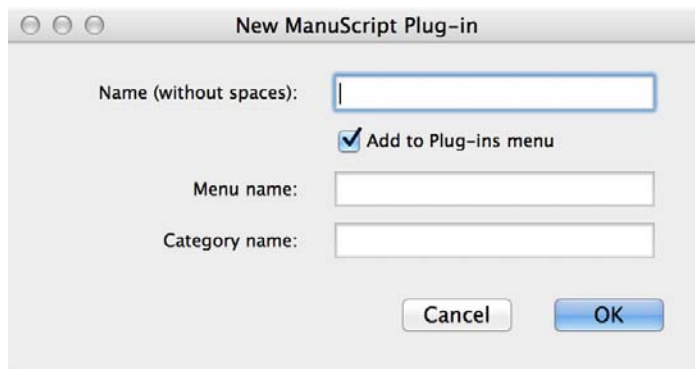 New ManuScript Plug-in
Name (without spaces):
Add to Plug-ins menu
Menu name:
Category name:
Cancel OK